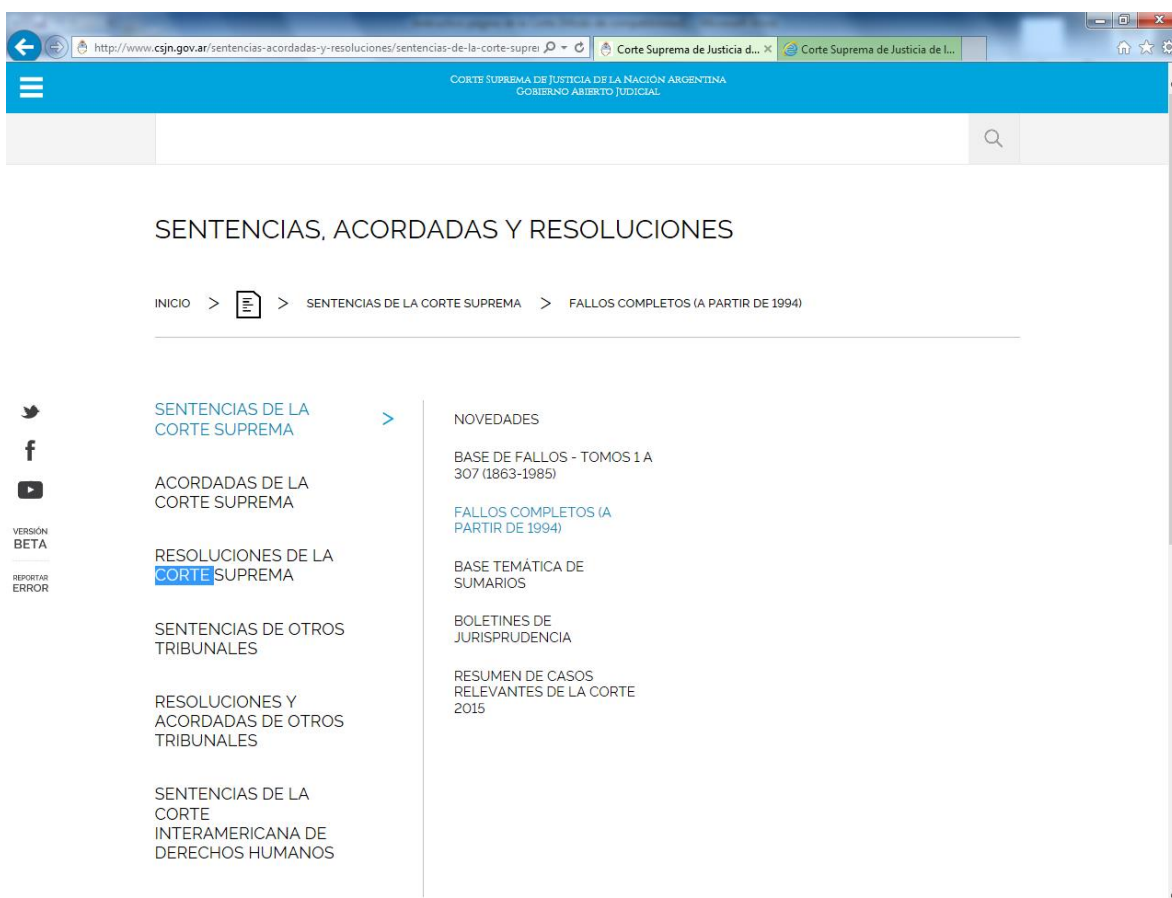 http://www.csjn.gov.ar/sentencias-acordadas-y-resoluciones/sentencias-de-la-corte-suprei
Corte Suprema de Justicia d...
Corte Suprema de Justicia de l...
CORTE SUPREMA DE JUSTICIA DE LA NACIÓN ARGENTINA
GOBIERNO ABIERTO JUDICIAL
SENTENCIAS, ACORDADAS Y RESOLUCIONES
INICIO > > SENTENCIAS DE LA CORTE SUPREMA > FALLOS COMPLETOS (A PARTIR DE 1994)
VERSIÓN
BETA
REPORTAR
ERROR
SENTENCIAS DE LA
CORTE SUPREMA
>
ACORDADAS DE LA
CORTE SUPREMA
RESOLUCIONES DE LA
CORTE SUPREMA
SENTENCIAS DE OTROS
TRIBUNALES
RESOLUCIONES Y
ACORDADAS DE OTROS
TRIBUNALES
SENTENCIAS DE LA
CORTE
INTERAMERICANA DE
DERECHOS HUMANOS
NOVEDADES
BASE DE FALLOS - TOMOS 1 A
307 (1863-1985)
FALLOS COMPLETOS (A
PARTIR DE 1994)
BASE TEMÁTICA DE
SUMARIOS
BOLETINES DE
JURISPRUDENCIA
RESUMEN DE CASOS
RELEVANTES DE LA CORTE
2015